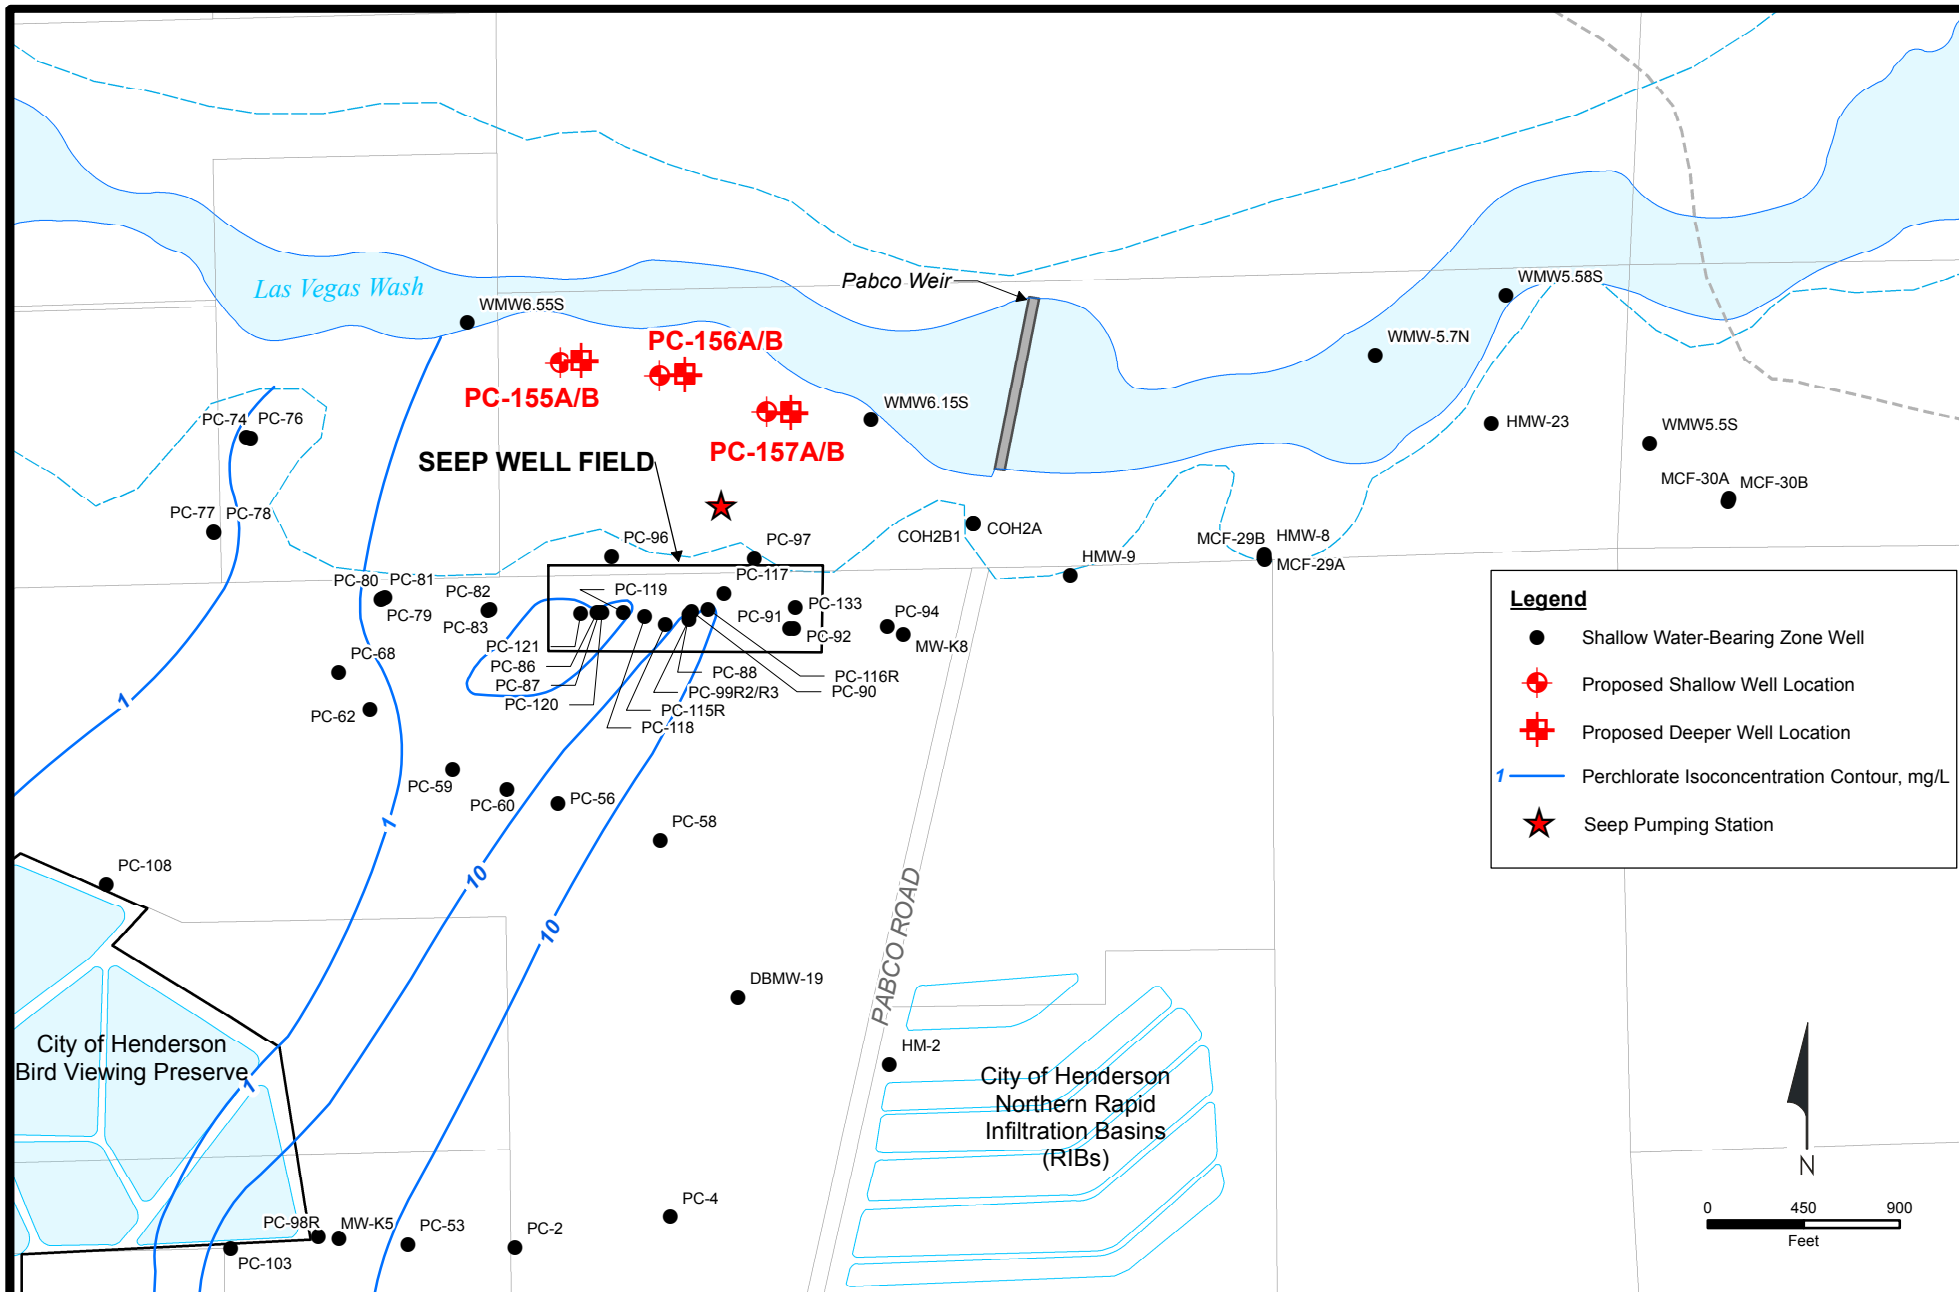 Las Vegas Wash
WMW6.55S
Pabco Weir
WMW5.58S
WMW-5.7N
PC-156A/B
PC-155A/B
WMW6.15S
PC-157A/B
SEEP WELL FIELD
PC-74
PC-76
HMW-23
WMW5.5S
MCF-30A
MCF-30B
PC-77
PC-78
PC-96
PC-97
COH2B1
COH2A
MCF-29B
HMW-8
MCF-29A
HMW-9
PC-80
PC-81
PC-79
PC-82
PC-83
PC-119
PC-117
PC-91
PC-133
PC-92
PC-94
MW-K8
PC-121
PC-86
PC-87
PC-120
PC-88
PC-99R2/R3
PC-115R
PC-118
PC-116R
PC-90
PC-68
PC-62
PC-59
PC-60
PC-56
PC-58
1
1
10
10
1
PC-108
DBMW-19
HM-2
PABCO ROAD
City of Henderson
Bird Viewing Preserve
City of Henderson
Northern Rapid
Infiltration Basins
(RIBs)
PC-98R
MW-K5
PC-53
PC-2
PC-4
PC-103
Legend
Shallow Water-Bearing Zone Well
Proposed Shallow Well Location
Proposed Deeper Well Location
1 Perchlorate Isoconcentration Contour, mg/L
Seep Pumping Station
N
0 450 900
Feet